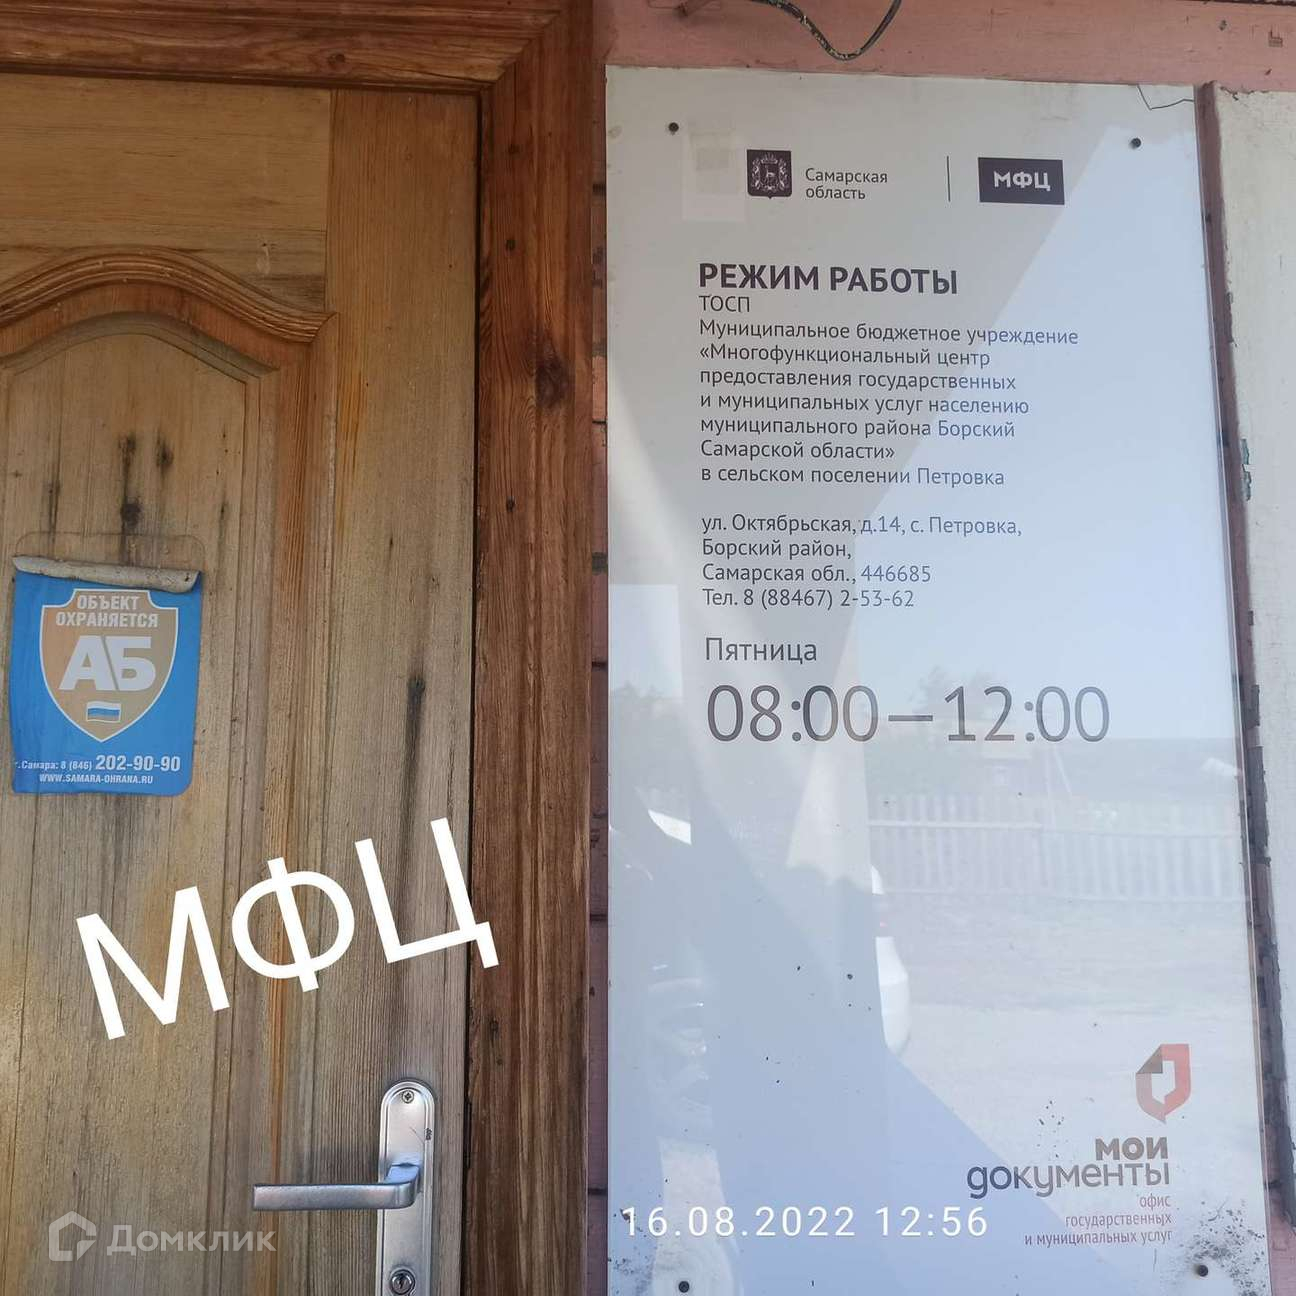 Самарская
область
МФЦ
РЕЖИМ РАБОТЫ
ТОСП
Муниципальное бюджетное учреждение
«Многофункциональный центр
предоставления государственных
и муниципальных услуг населению
муниципального района Борский
Самарской области»
в сельском поселении Петровка
ул. Октябрьская, д.14, с. Петровка,
Борский район,
Самарская обл., 446685
Тел. 8 (88467) 2-53-62
Пятница
08:00—12:00
ОБЪЕКТ
ОХРАНЯЕТСЯ
АБ
г.Самара: 8 (846) 202-90-90
WWW.SAMARA-OHRANA.RU
МФЦ
мои
документы
офис
государственных
и муниципальных услуг
16.08.2022 12:56
Домклик